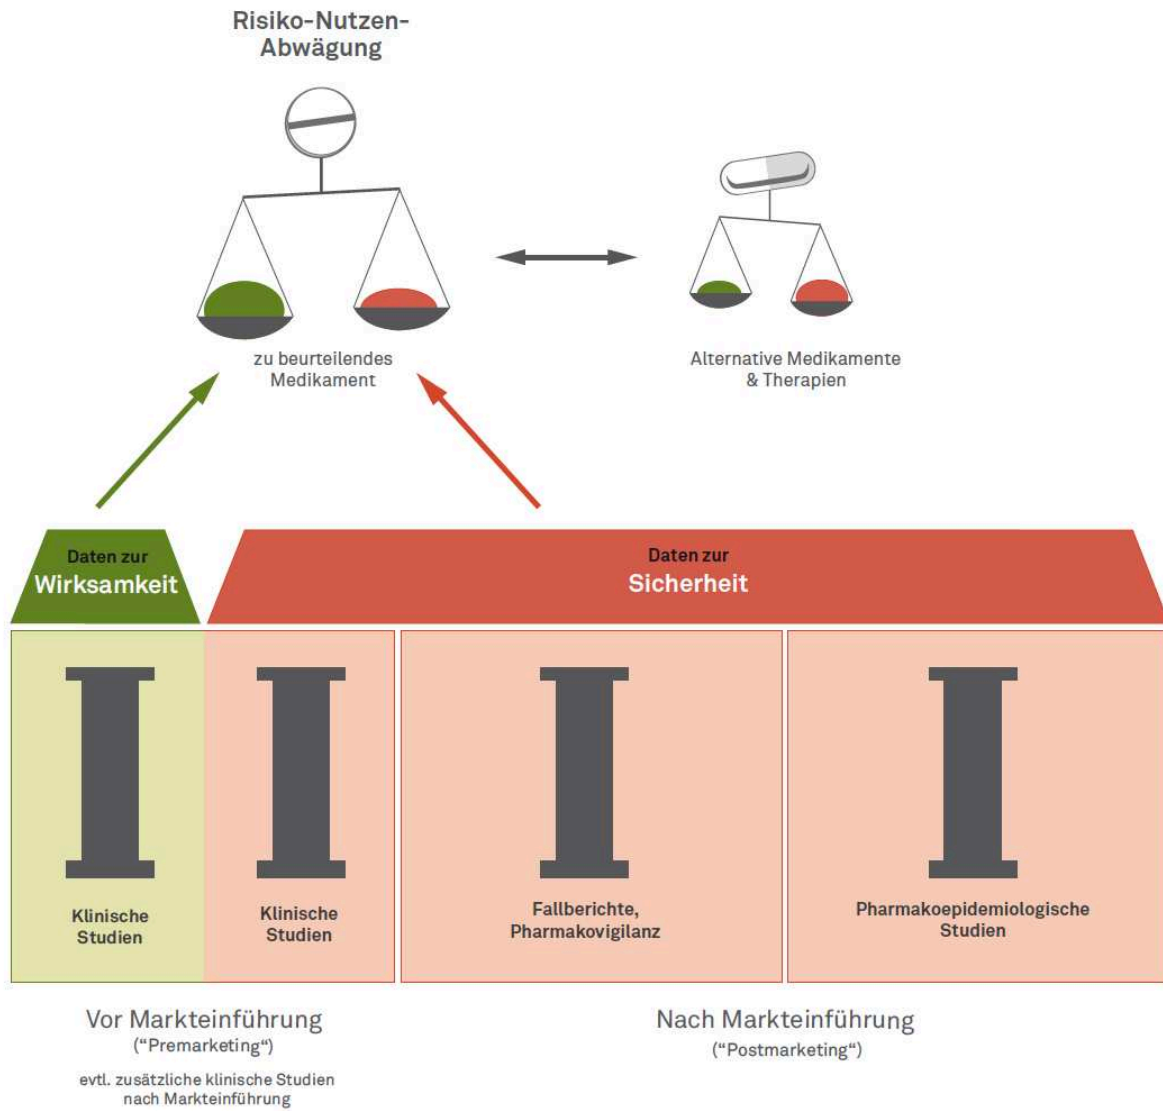 Risiko-Nutzen-
Abwägung
zu beurteilendes
Medikament
Alternative Medikamente
& Therapien
Daten zur
Wirksamkeit
Daten zur
Sicherheit
Klinische
Studien
Klinische
Studien
Fallberichte,
Pharmakovigilanz
Pharmakoepidemiologische
Studien
Vor Markteinführung
(“Premarketing“)
evtl. zusätzliche klinische Studien
nach Markteinführung
Nach Markteinführung
(“Postmarketing“)